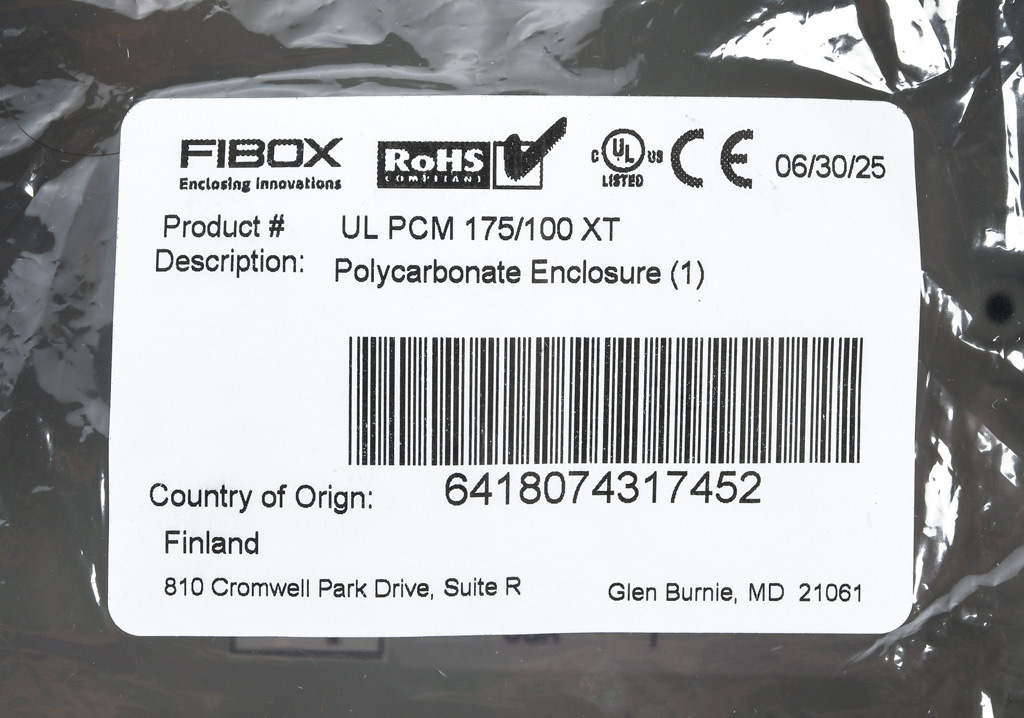 FIBOX
Enclosing Innovations
RoHS
COMPLIANT
C UL US
LISTED
CE
06/30/25
Product # UL PCM 175/100 XT
Description: Polycarbonate Enclosure (1)
6418074317452
Country of Orign:
Finland
810 Cromwell Park Drive, Suite R Glen Burnie, MD 21061